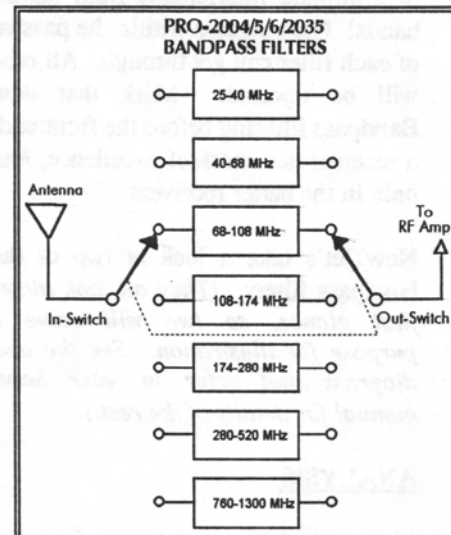 PRO-2004/5/6/2035
BANDPASS FILTERS
25-40 MHz
40-68 MHz
Antenna
To
RF Amp
68-108 MHz
108-174 MHz
In-Switch
Out-Switch
174-280 MHz
280-520 MHz
760-1300 MHz